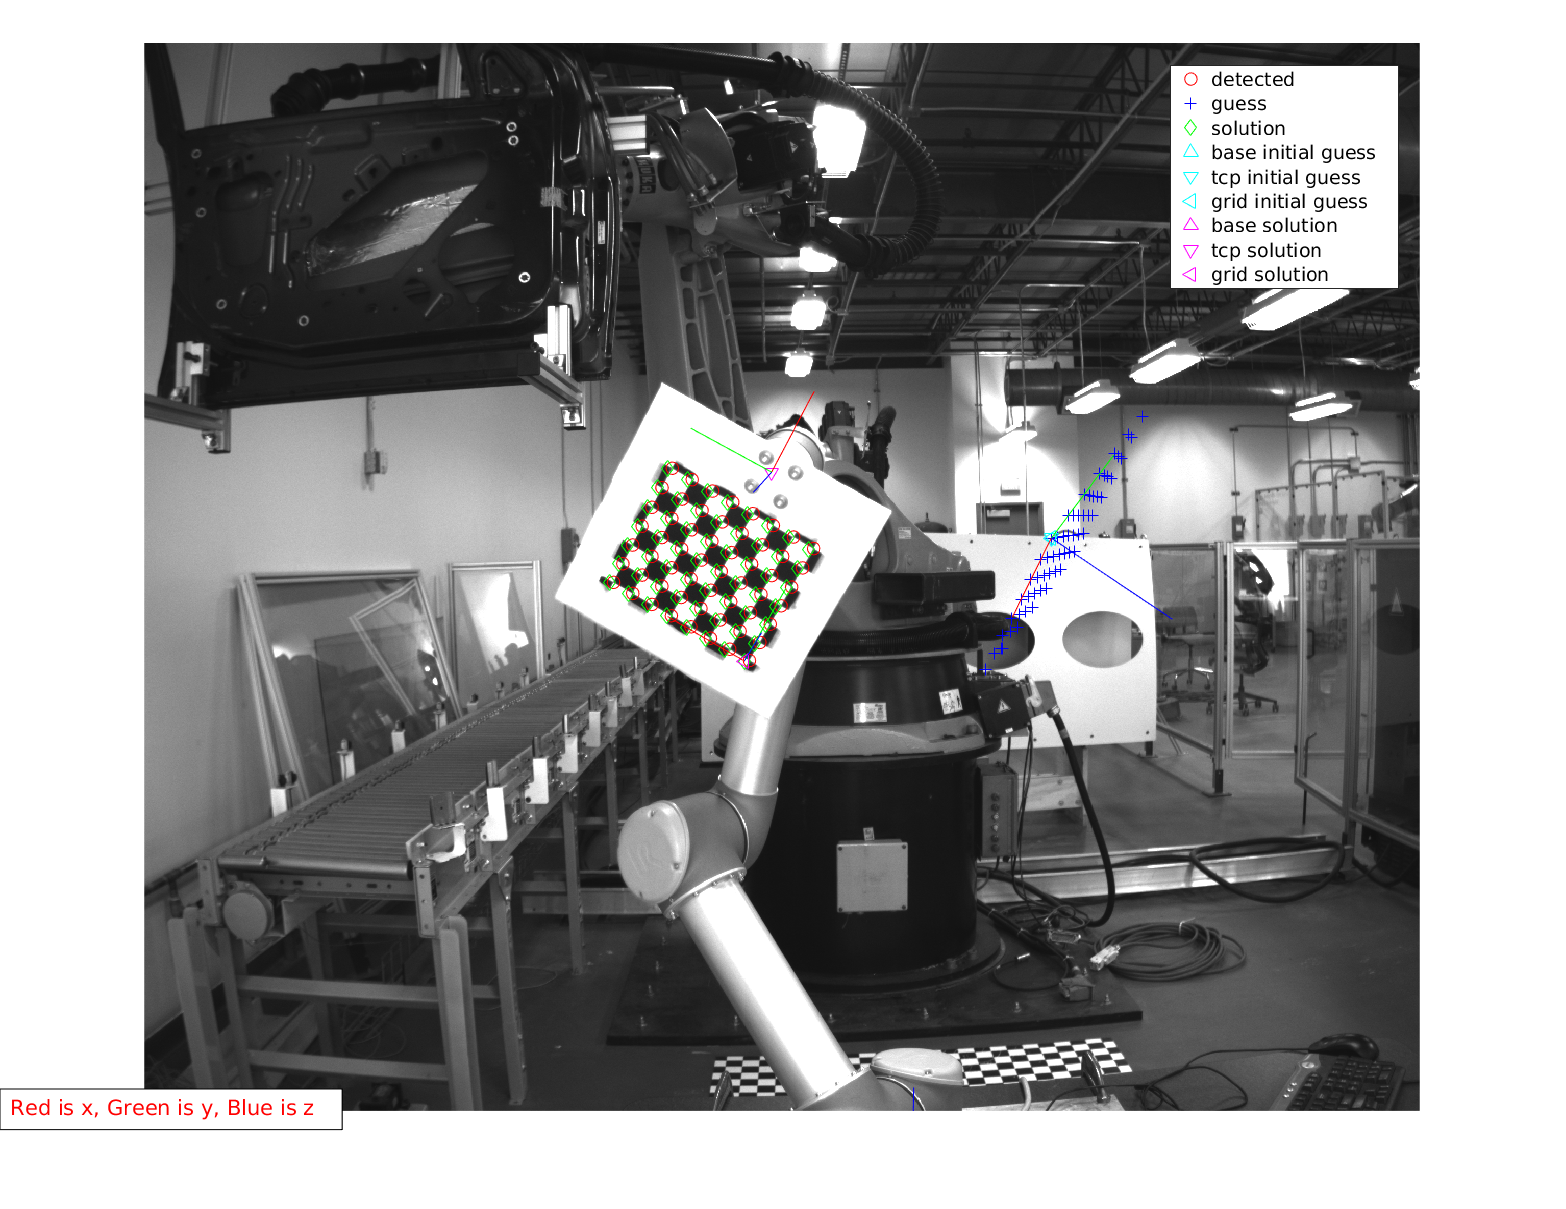 detected
guess
solution
base initial guess
tcp initial guess
grid initial guess
base solution
tcp solution
grid solution
Red is x, Green is y, Blue is z